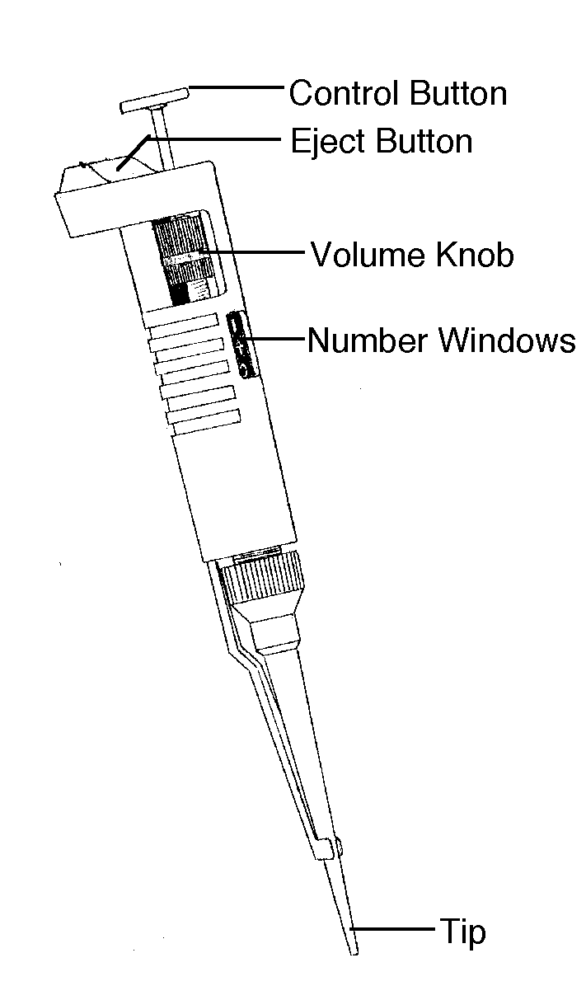 Control Button
Eject Button
Volume Knob
Number Windows
Tip